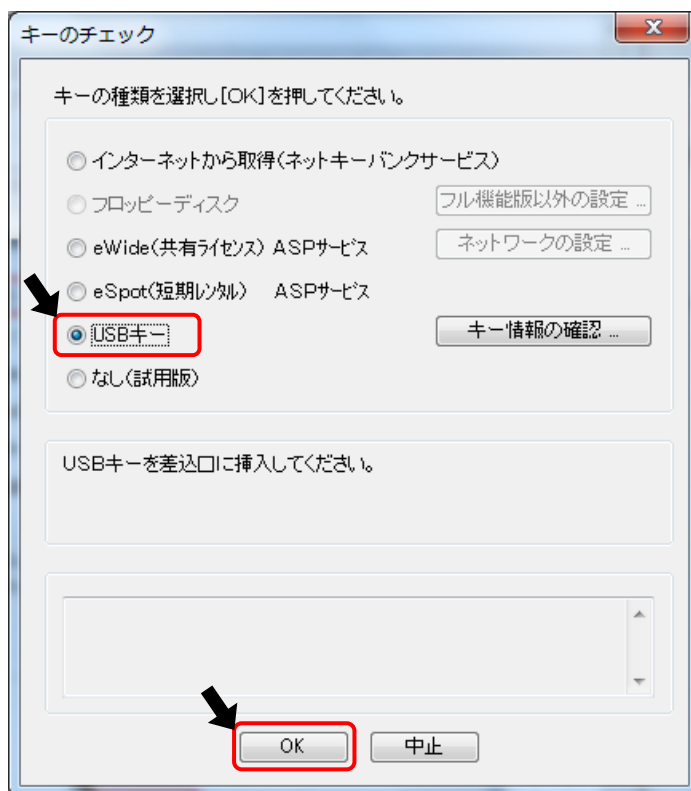 キーのチェック
キーの種類を選択し[OK]を押してください。
インターネットから取得(ネットキーバンクサービス)
フロッピーディスク
フル機能版以外の設定 ...
eWide(共有ライセンス) ASPサービス
ネットワークの設定 ...
eSpot(短期レンタル) ASPサービス
USBキー
キー情報の確認 ...
なし(試用版)
USBキーを差込口に挿入してください。
OK
中止